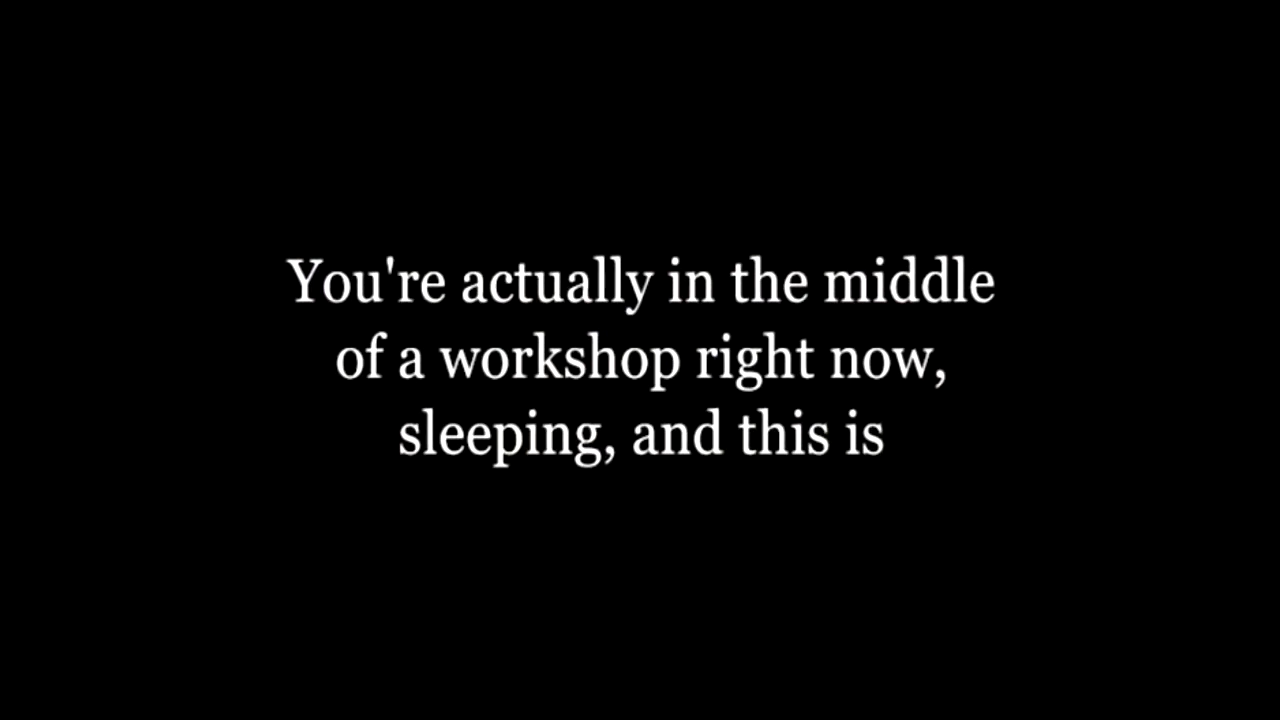 You're actually in the middle
of a workshop right now,
sleeping, and this is